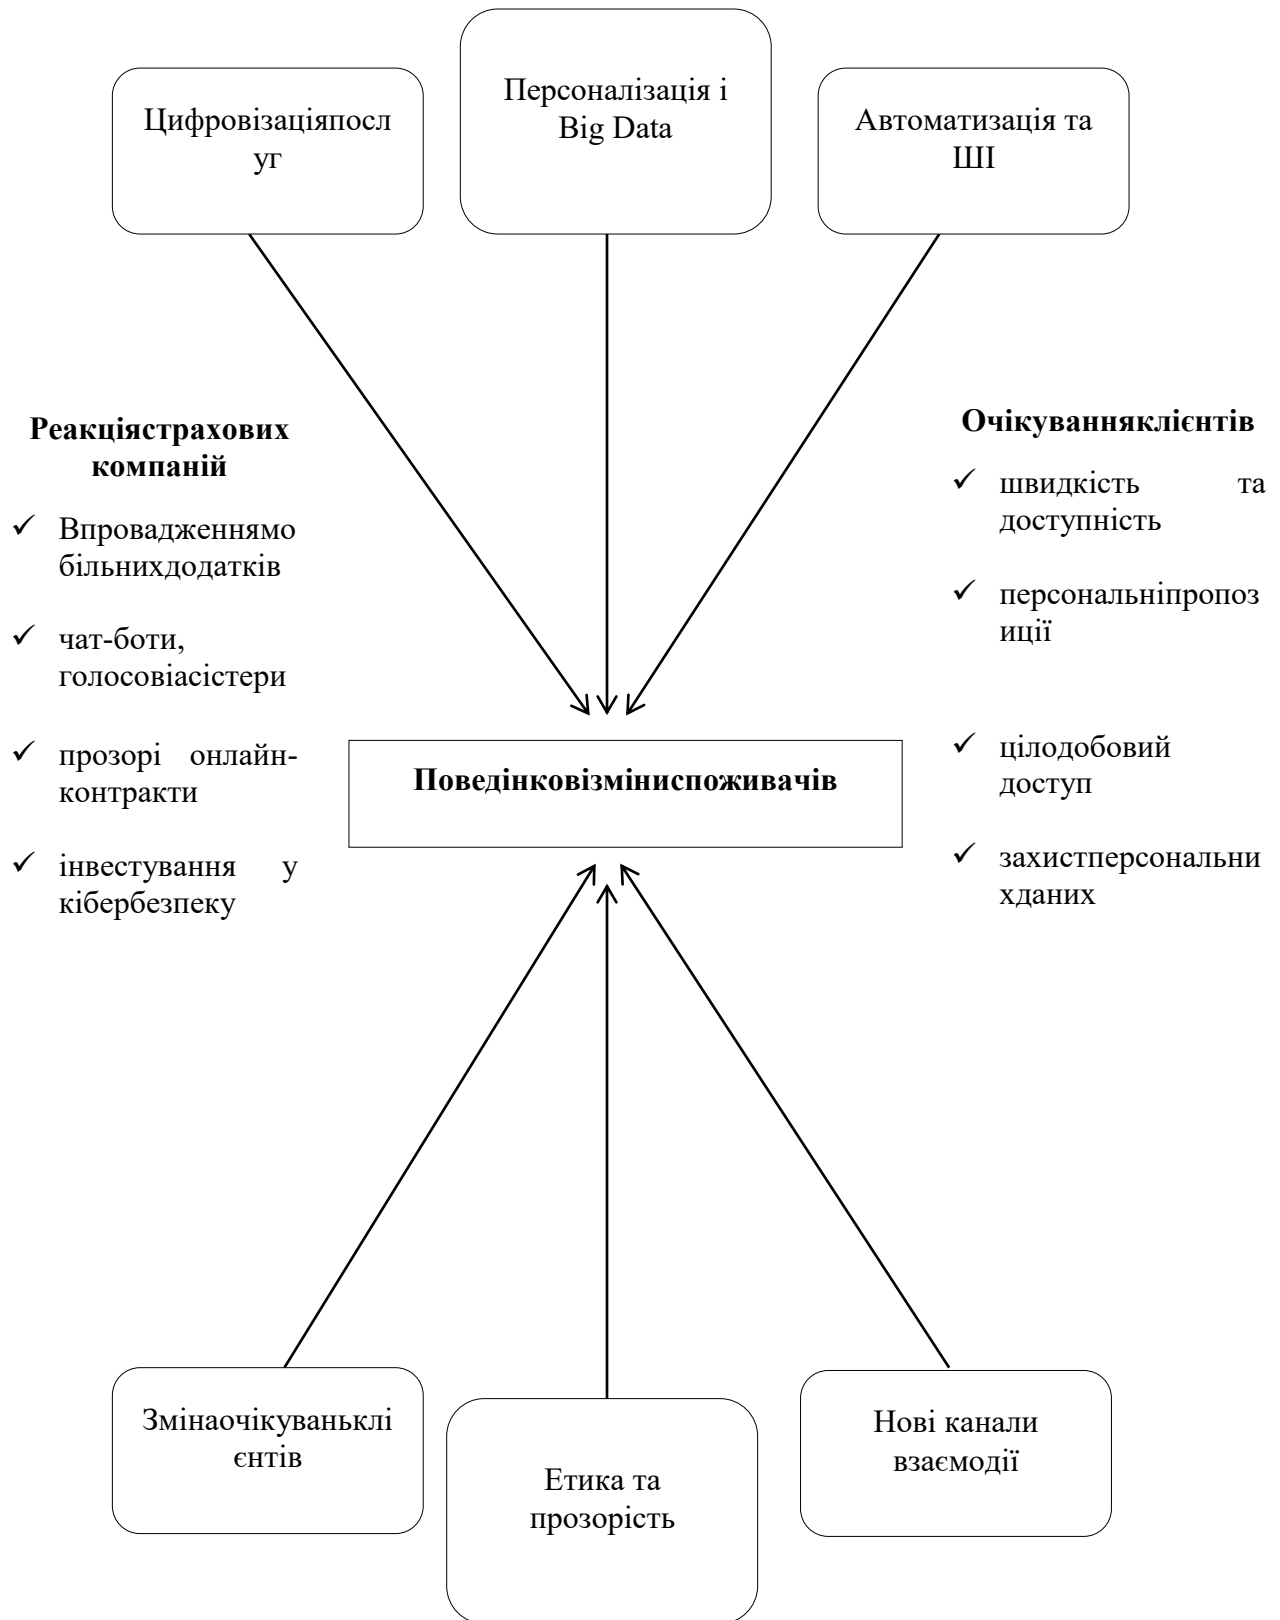 Цифровізаціяпосл
уг
Персоналізація і
Big Data
Автоматизація та
ШІ
Реакціястрахових
компаній
Впровадженнямо
більнихдодатків
чат-боти,
голосовіасістери
прозорі онлайн-
контракти
інвестування у
кібербезпеку
Поведінковізміниспоживачів
Очікуванняклієнтів
швидкість та
доступність
персональніпропоз
иції
цілодобовий
доступ
захистперсональни
хданих
Змінаочікуванькл​і
єнтів
Етика та
прозорість
Нові канали
взаємодії